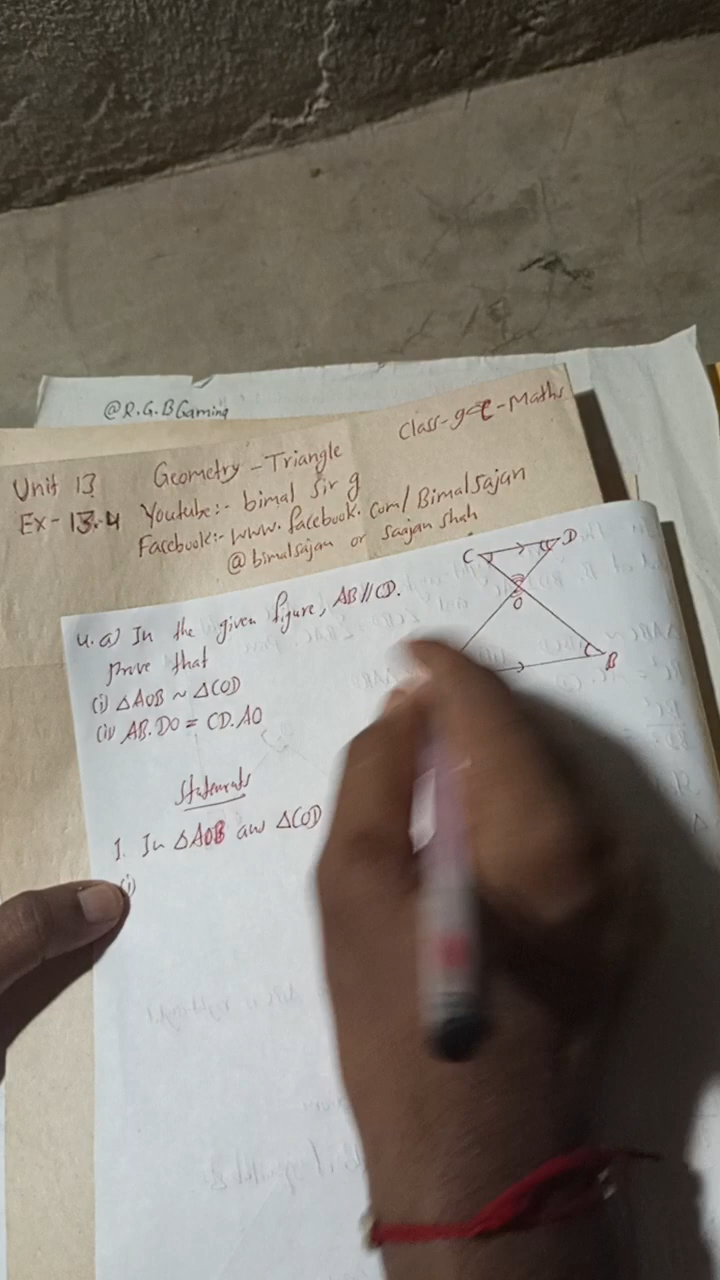 @R.G.BGaming
Unit 13 Geometry - Triangle Class-9 - Maths
Ex-13.4 Youtube:- bimal Sir g
Facebook:- www.facebook.com/Bimalsajan
@bimalsajan or Saajan Shah
4. a) In the given figure, AB//CD.
prove that
(i) ΔAOB ~ ΔCOD
(ii) AB.DO = CD.AO
C D
O
B
Statements
1. In ΔAOB and ΔCOD
(i)